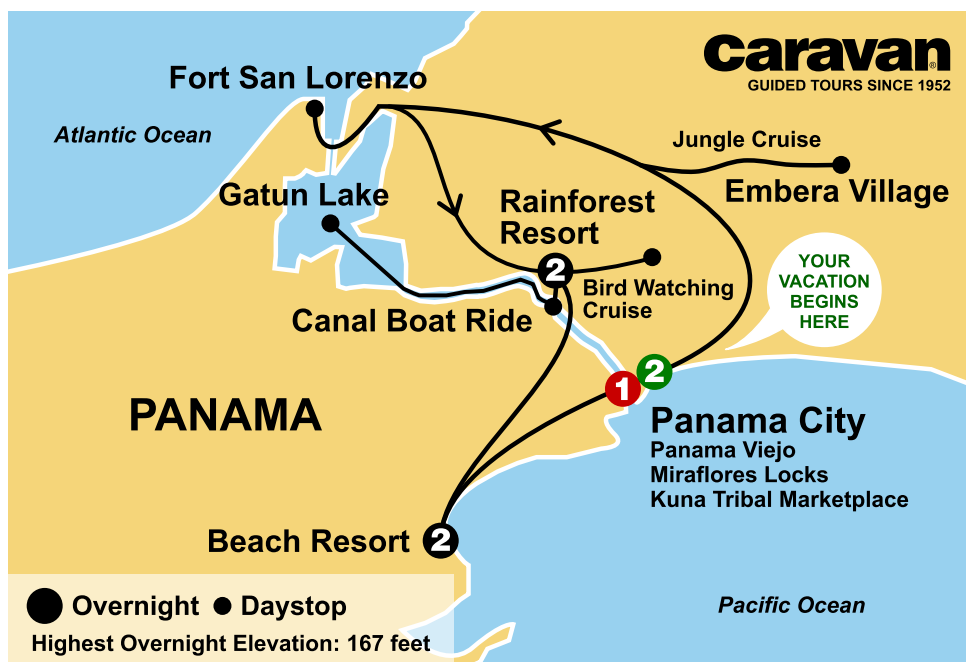 caravan®
GUIDED TOURS SINCE 1952
Fort San Lorenzo
Atlantic Ocean
Jungle Cruise
Embera Village
Gatun Lake
Rainforest
Resort
2
Bird Watching
Cruise
YOUR
VACATION
BEGINS
HERE
Canal Boat Ride
1
2
PANAMA
Panama City
Panama Viejo
Miraflores Locks
Kuna Tribal Marketplace
Beach Resort
2
Overnight
Daystop
Highest Overnight Elevation: 167 feet
Pacific Ocean